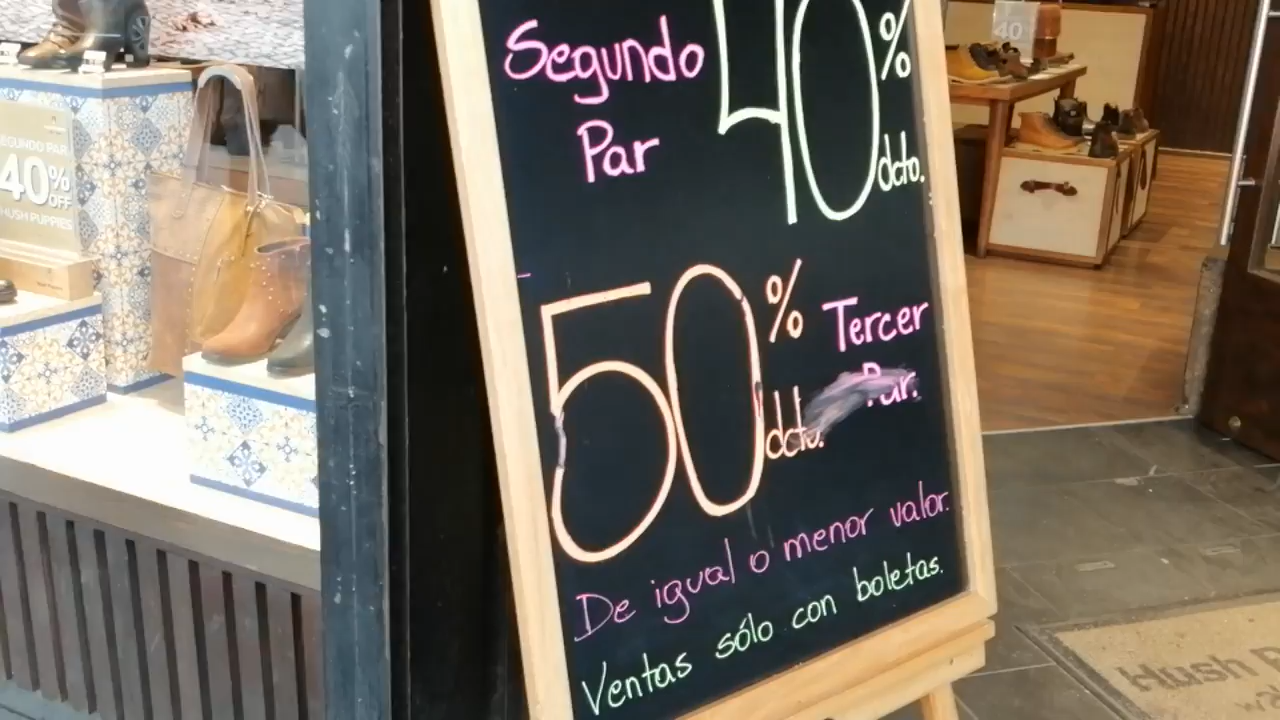 Segundo
Par
40%
dcto.
50%
dcto.
Tercer
Par.
De igual o menor valor.
Ventas sólo con boletas.
SEGUNDO PAR
40%
OFF
HUSH PUPPIES
40
Hush